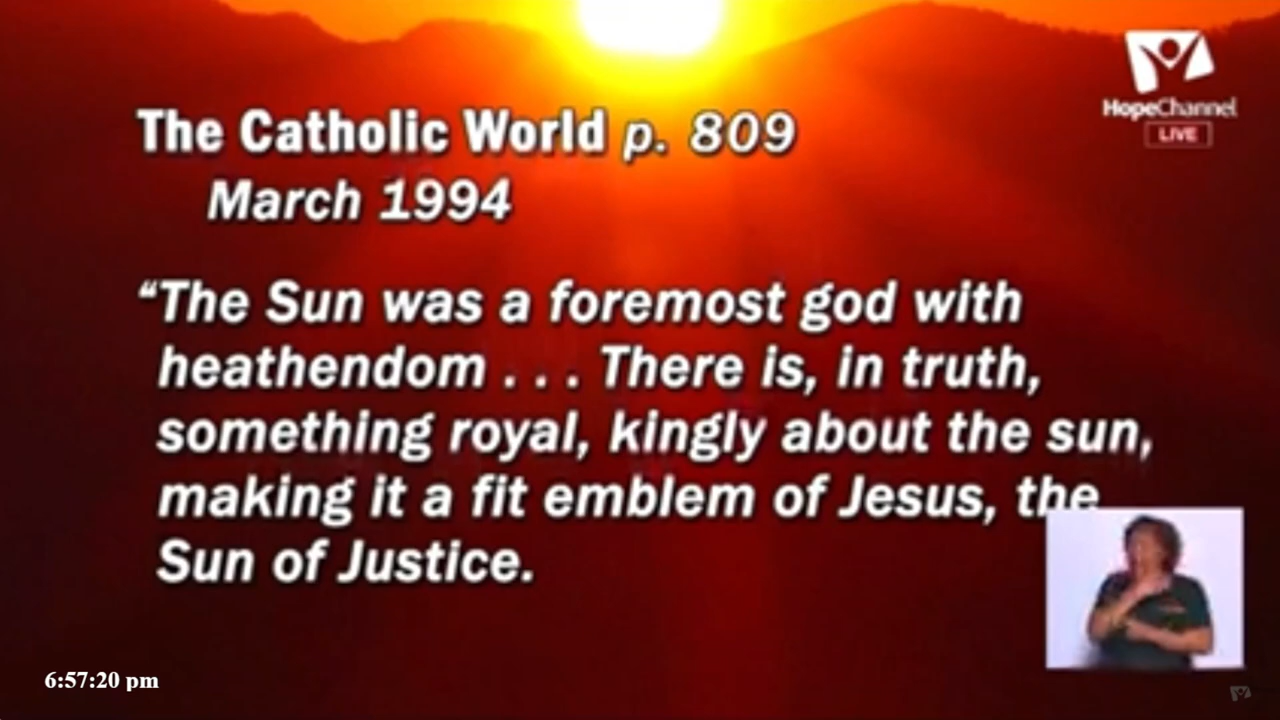 HopeChannel
LIVE
The Catholic World p. 809
March 1994
“The Sun was a foremost god with
heathendom . . . There is, in truth,
something royal, kingly about the sun,
making it a fit emblem of Jesus, the
Sun of Justice.
6:57:20 pm